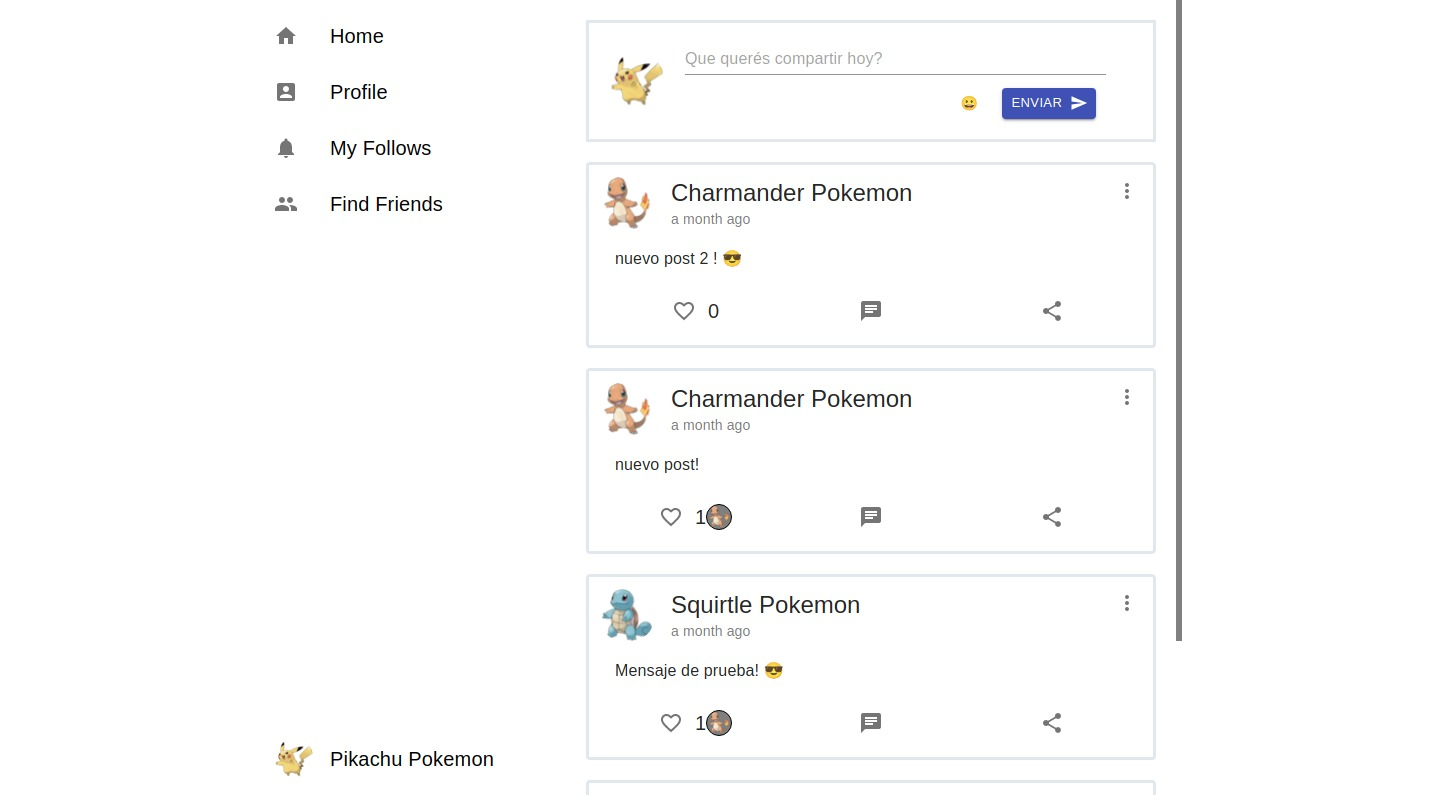 Home
Profile
My Follows
Find Friends
Pikachu Pokemon
Que querés compartir hoy?
😀 ENVIAR
Charmander Pokemon
a month ago
nuevo post 2 ! 😎
0
Charmander Pokemon
a month ago
nuevo post!
1
Squirtle Pokemon
a month ago
Mensaje de prueba! 😎
1